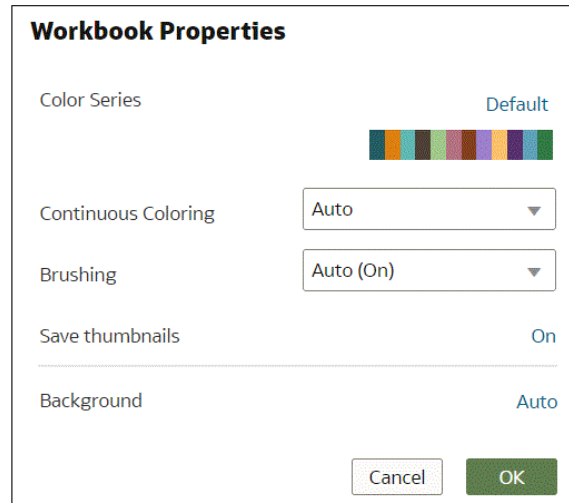 Workbook Properties
Color Series
Default
Continuous Coloring
Auto
Brushing
Auto (On)
Save thumbnails
On
Background
Auto
Cancel
OK